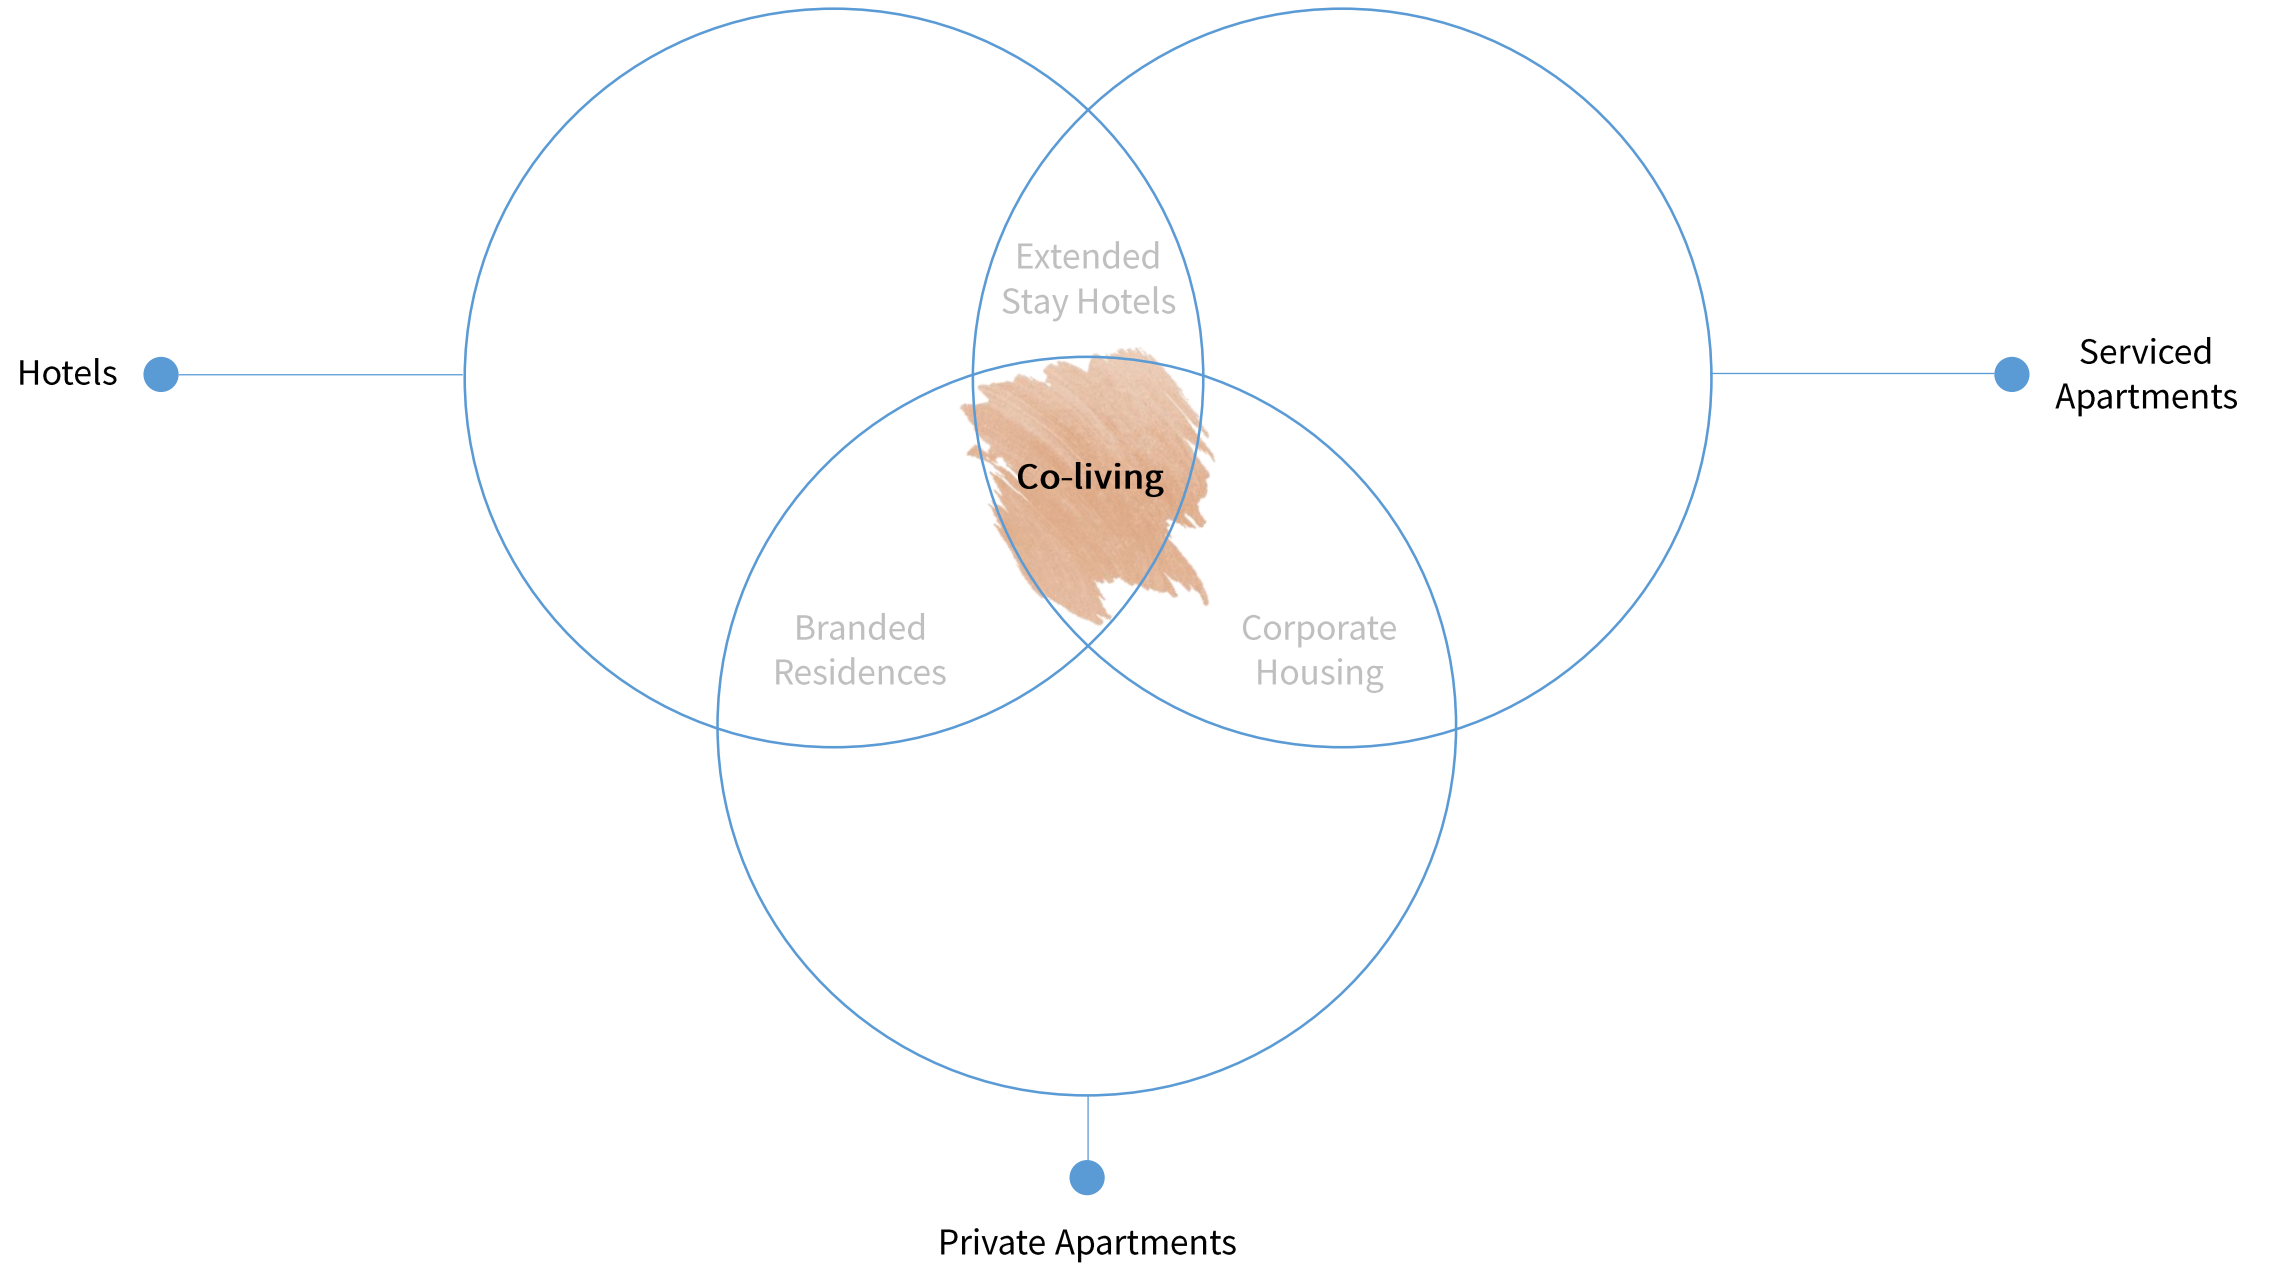 Extended
Stay Hotels
Hotels
Serviced
Apartments
Co-living
Branded
Residences
Corporate
Housing
Private Apartments